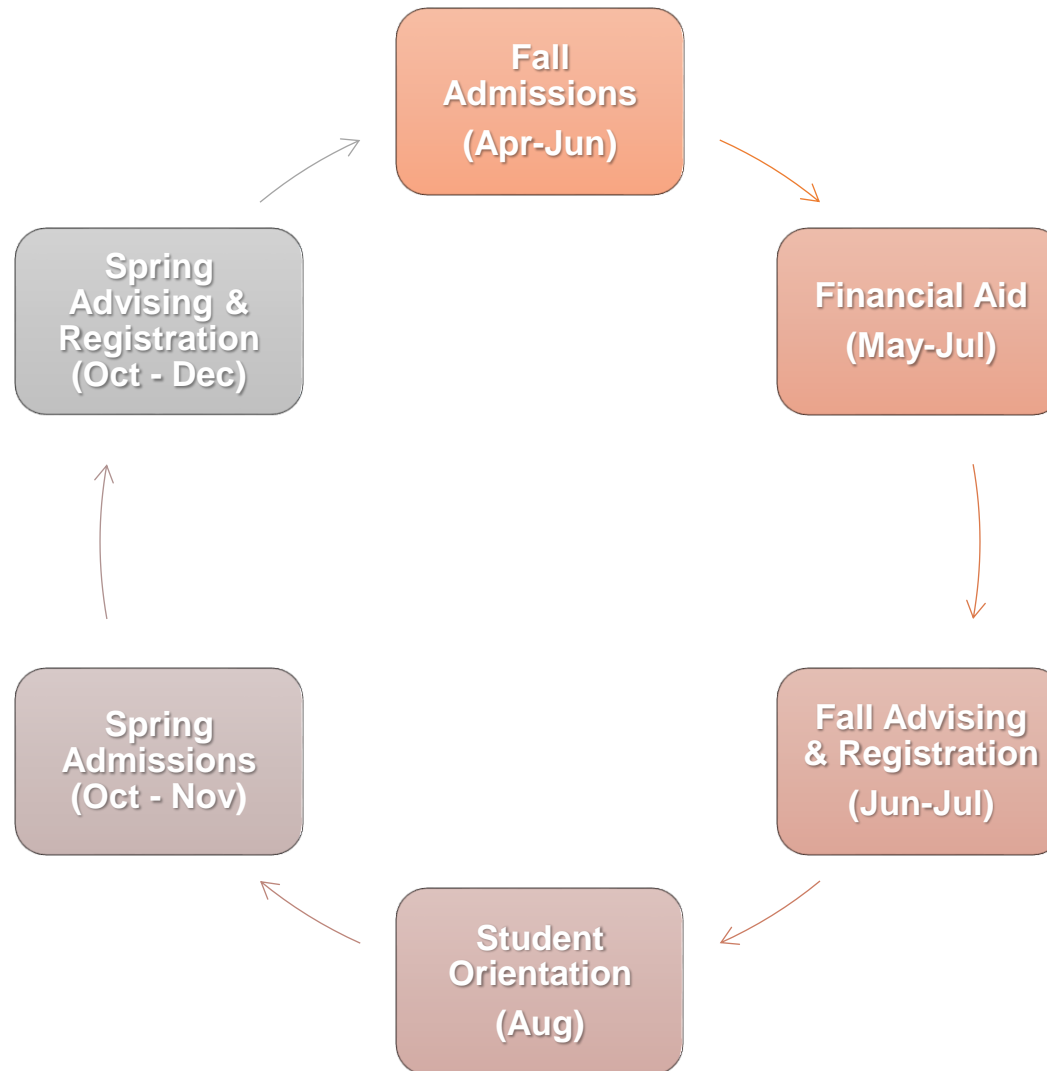 Fall
Admissions
(Apr-Jun)
Financial Aid
(May-Jul)
Fall Advising
& Registration
(Jun-Jul)
Student
Orientation
(Aug)
Spring
Admissions
(Oct - Nov)
Spring
Advising &
Registration
(Oct - Dec)